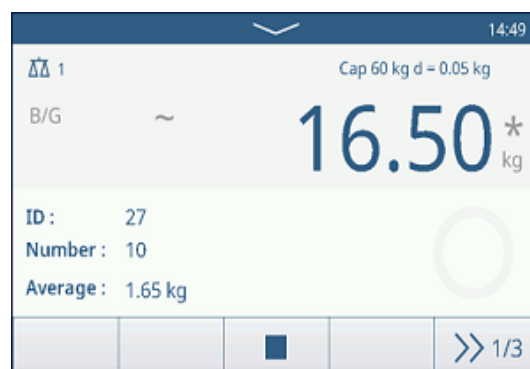 14:49
1 Cap 60 kg d = 0.05 kg
B/G ~ 16.50 * kg
ID : 27
Number : 10
Average : 1.65 kg
1/3